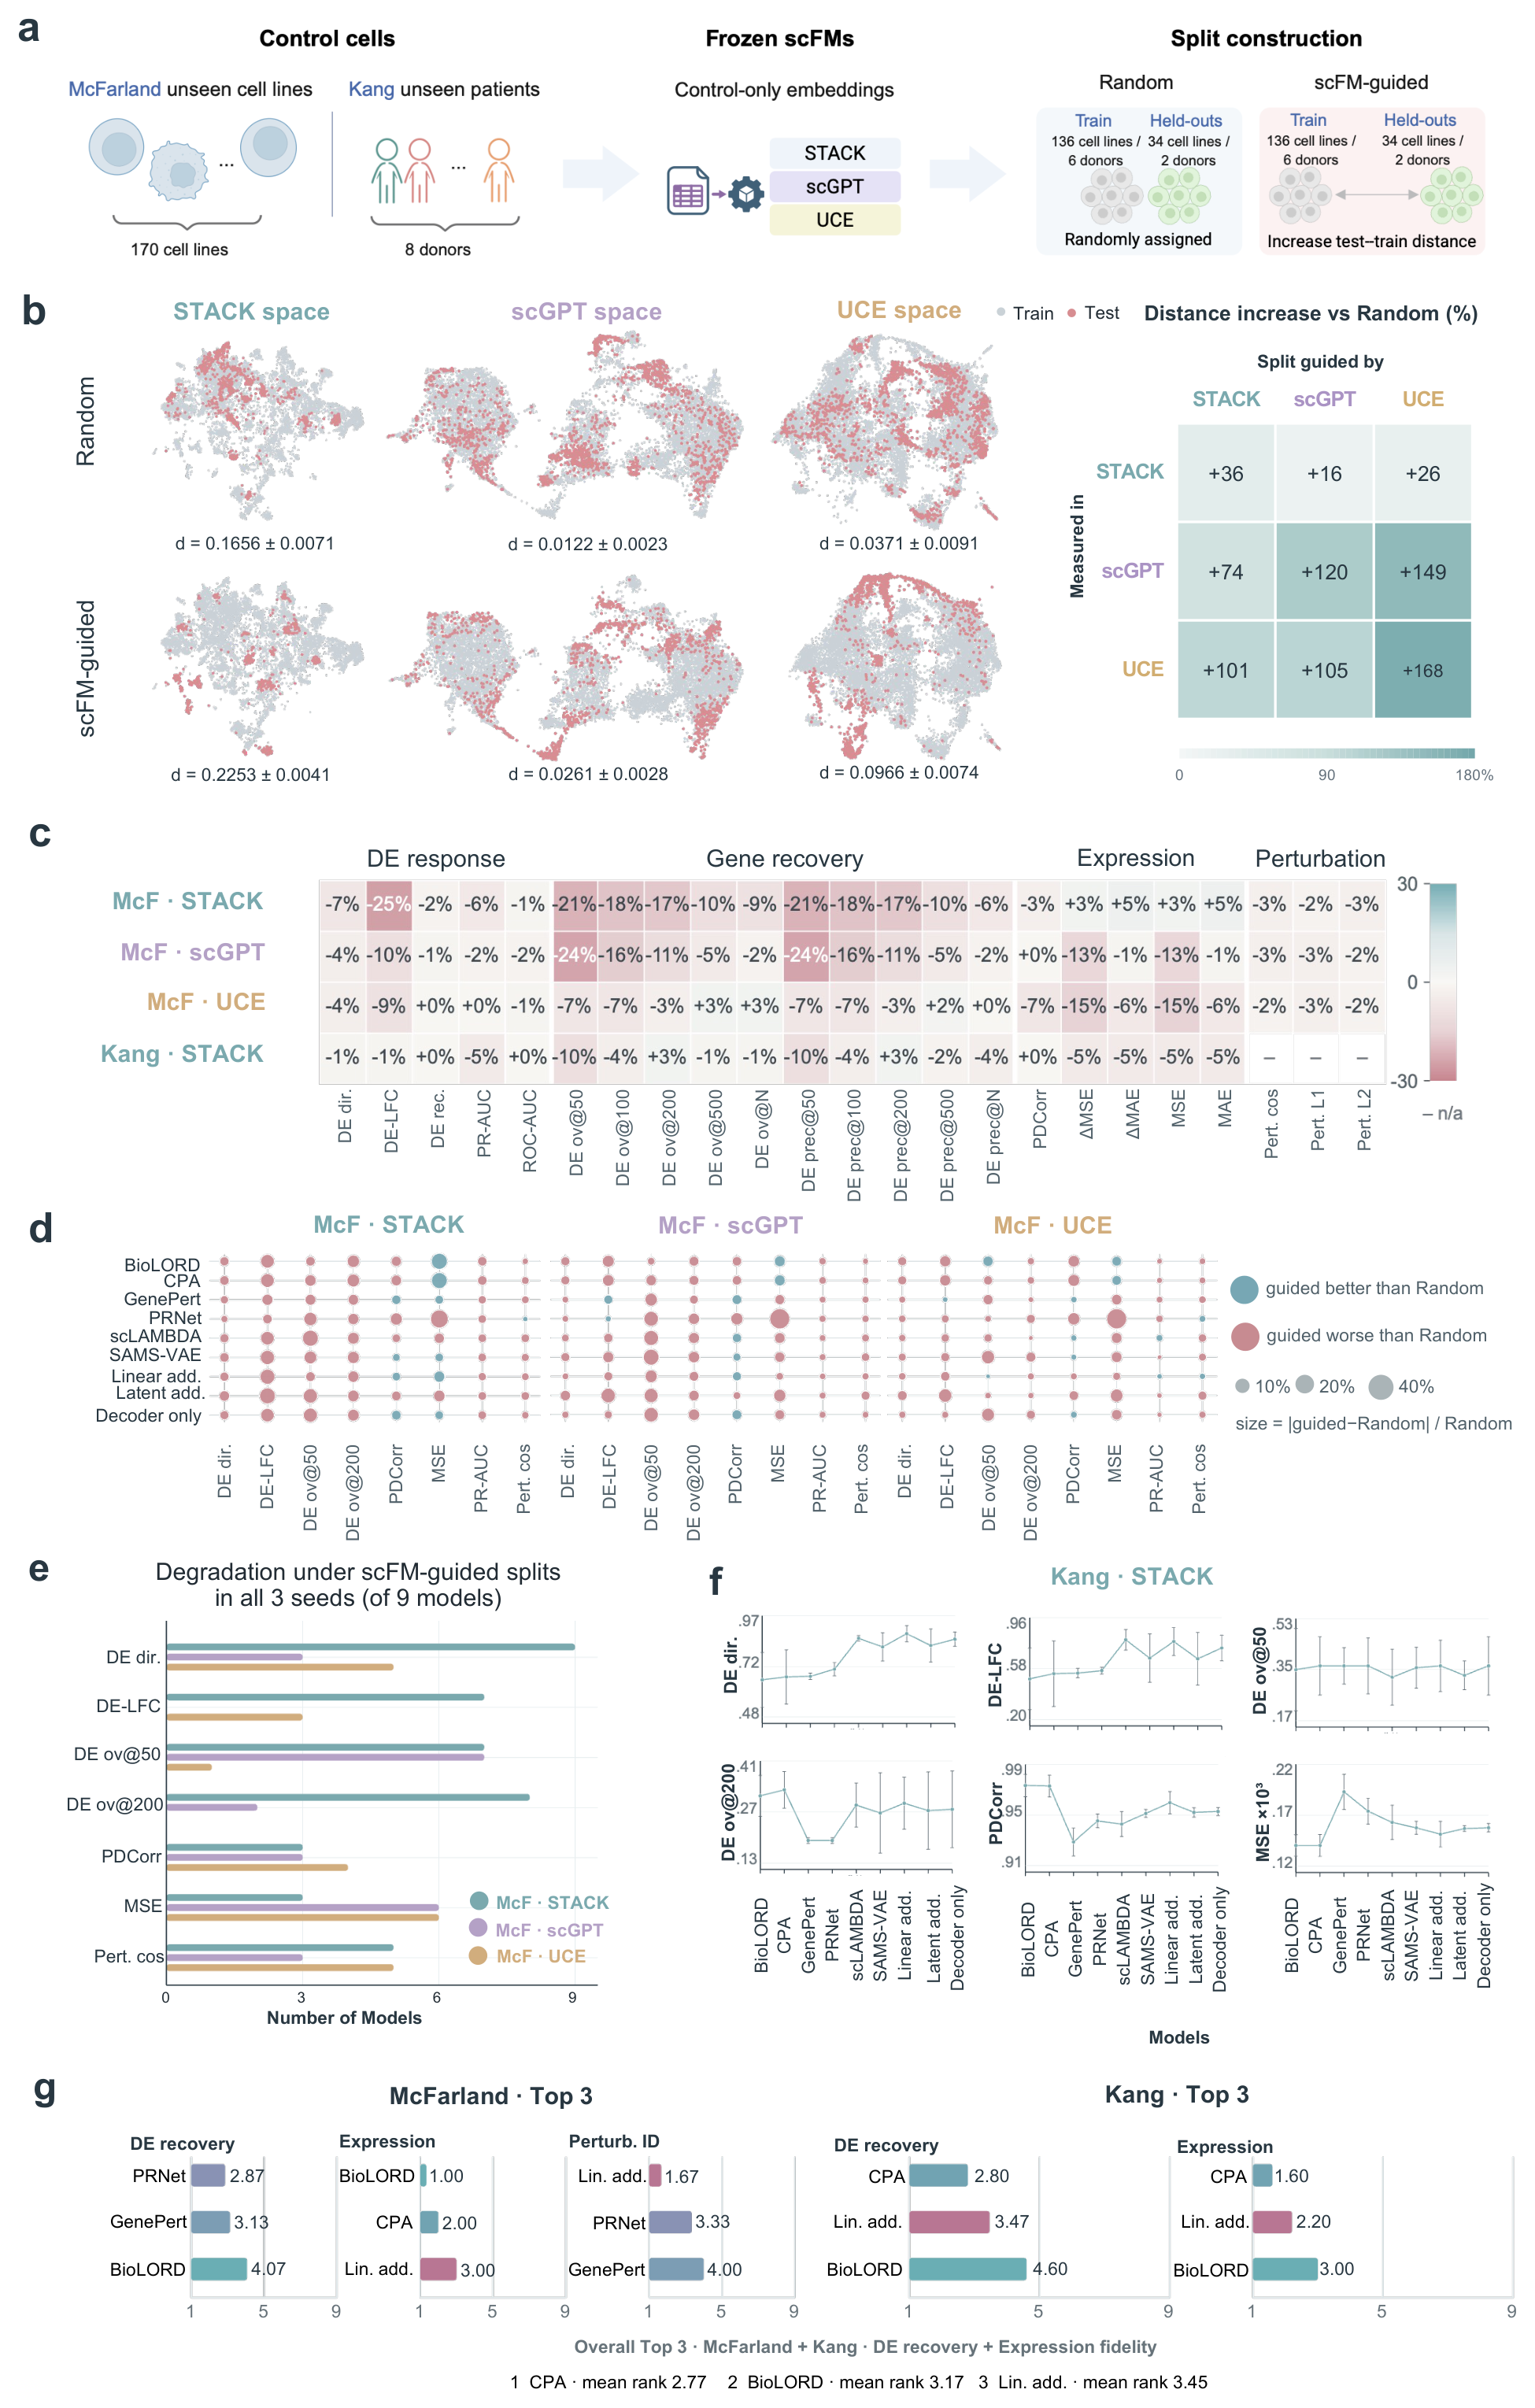 a
Control cells
Frozen scFMs
Split construction
McFarland unseen cell lines
Kang unseen patients
Control-only embeddings
Random
scFM-guided
...
...
170 cell lines
8 donors
STACK
scGPT
UCE
Train
Held-outs
136 cell lines /
34 cell lines /
6 donors
2 donors
Randomly assigned
Train
Held-outs
136 cell lines /
34 cell lines /
6 donors
2 donors
Increase test–train distance
b
STACK space
scGPT space
UCE space
Train
Test
Distance increase vs Random (%)
Random
d = 0.1656 ± 0.0071
d = 0.0122 ± 0.0023
d = 0.0371 ± 0.0091
scFM-guided
d = 0.2253 ± 0.0041
d = 0.0261 ± 0.0028
d = 0.0966 ± 0.0074
Split guided by
STACK scGPT UCE
Measured in
STACK +36 +16 +26
scGPT +74 +120 +149
UCE +101 +105 +168
0 90 180%
c
DE response Gene recovery Expression Perturbation
McF · STACK -7% -25% -2% -6% -1% -21% -18% -17% -10% -9% -21% -18% -17% -10% -6% -3% +3% +5% +3% +5% -3% -2% -3%
McF · scGPT -4% -10% -1% -2% -2% -24% -16% -11% -5% -2% -24% -16% -11% -5% -2% +0% -13% -1% -13% -1% -3% -3% -2%
McF · UCE -4% -9% +0% +0% -1% -7% -7% -3% +3% +3% -7% -7% -3% +2% +0% -7% -15% -6% -15% -6% -2% -3% -2%
Kang · STACK -1% -1% +0% -5% +0% -10% -4% +3% -1% -1% -10% -4% +3% -2% -4% +0% -5% -5% -5% -5% – – –
DE dir. DE-LFC DE rec. PR-AUC ROC-AUC DE ov@50 DE ov@100 DE ov@200 DE ov@500 DE ov@N DE prec@50 DE prec@100 DE prec@200 DE prec@500 DE prec@N PDCorr ΔMSE ΔMAE MSE MAE Pert. cos Pert. L1 Pert. L2
30
0
-30
– n/a
d
McF · STACK
McF · scGPT
McF · UCE
BioLORD
CPA
GenePert
PRNet
scLAMBDA
SAMS-VAE
Linear add.
Latent add.
Decoder only
guided better than Random
guided worse than Random
10% 20% 40%
size = |guided−Random| / Random
DE dir. DE-LFC DE ov@50 DE ov@200 PDCorr MSE PR-AUC Pert. cos
DE dir. DE-LFC DE ov@50 DE ov@200 PDCorr MSE PR-AUC Pert. cos
DE dir. DE-LFC DE ov@50 DE ov@200 PDCorr MSE PR-AUC Pert. cos
e
Degradation under scFM-guided splits
in all 3 seeds (of 9 models)
DE dir.
DE-LFC
DE ov@50
DE ov@200
PDCorr
MSE
Pert. cos
McF · STACK
McF · scGPT
McF · UCE
0 3 6 9
Number of Models
f
Kang · STACK
DE dir.
.97
.72
.48
DE-LFC
.96
.58
.20
DE ov@50
.53
.35
.17
DE ov@200
.41
.27
.13
PDCorr
.99
.95
.91
MSE ×10³
.22
.17
.12
BioLORD CPA GenePert PRNet scLAMBDA SAMS-VAE Linear add. Latent add. Decoder only
BioLORD CPA GenePert PRNet scLAMBDA SAMS-VAE Linear add. Latent add. Decoder only
BioLORD CPA GenePert PRNet scLAMBDA SAMS-VAE Linear add. Latent add. Decoder only
Models
g
McFarland · Top 3
Kang · Top 3
DE recovery
PRNet 2.87
GenePert 3.13
BioLORD 4.07
1 5 9
Expression
BioLORD 1.00
CPA 2.00
Lin. add. 3.00
1 5 9
Perturb. ID
Lin. add. 1.67
PRNet 3.33
GenePert 4.00
1 5 9
DE recovery
CPA 2.80
Lin. add. 3.47
BioLORD 4.60
1 5 9
Expression
CPA 1.60
Lin. add. 2.20
BioLORD 3.00
1 5 9
Overall Top 3 · McFarland + Kang · DE recovery + Expression fidelity
1 CPA · mean rank 2.77 2 BioLORD · mean rank 3.17 3 Lin. add. · mean rank 3.45